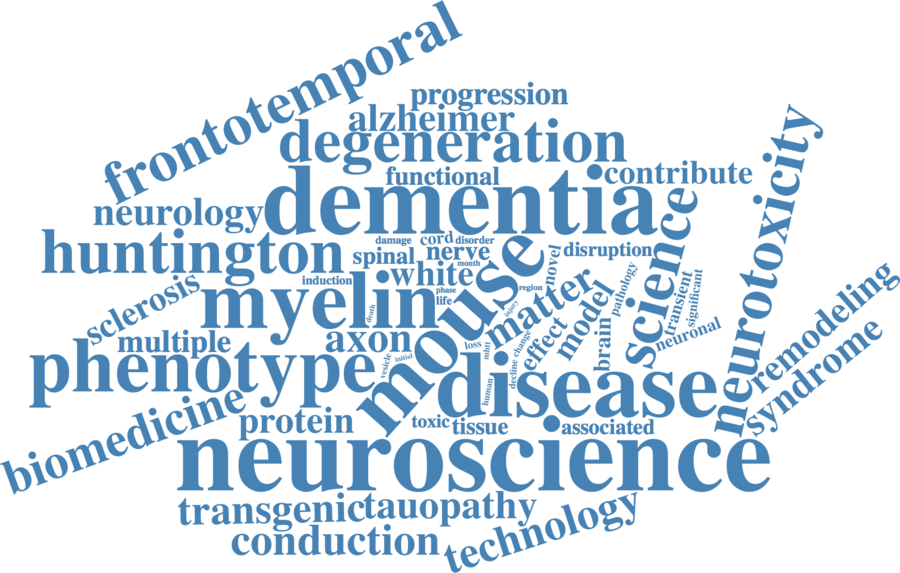 frontotemporal
progression
alzheimer
degeneration
functional
contribute
dementia
neurology
huntington
damage
cord
disorder
spinal
nerve
month
white
novel
disruption
science
neurotoxicity
sclerosis
induction
myelin
phase
life
region
injury
death
mouse
matter
model
pathology
transient
significant
remodeling
multiple
axon
loss
mhtt
change
effect
brain
neuronal
syndrome
phenotype
vesicle
initial
human
decline
disease
biomedicine
protein
toxic
tissue
associated
neuroscience
transgenic
tauopathy
technology
conduction